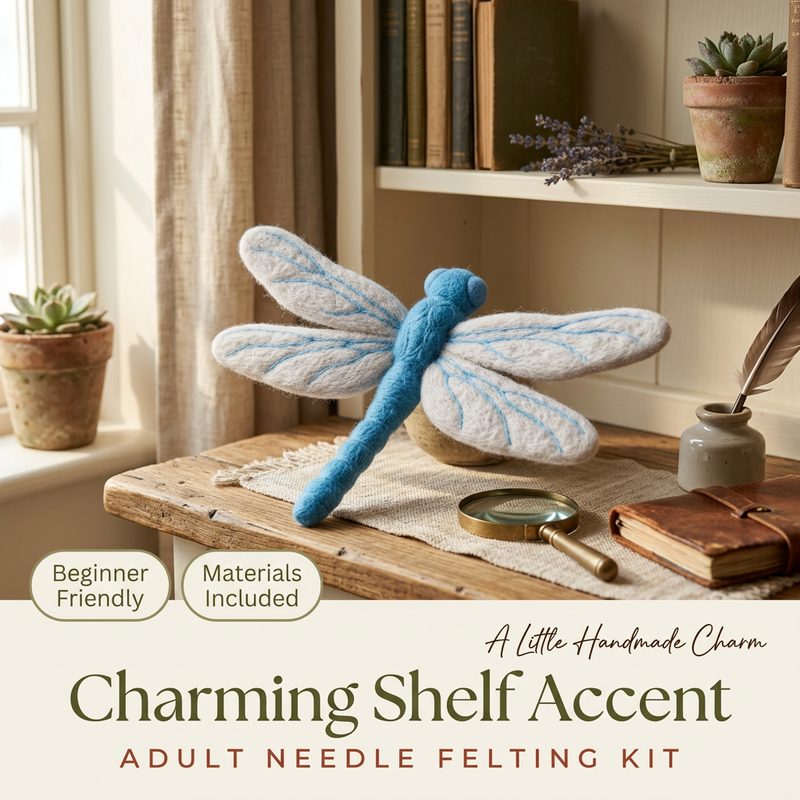 Beginner
Friendly
Materials
Included
A Little Handmade Charm
Charming Shelf Accent
ADULT NEEDLE FELTING KIT